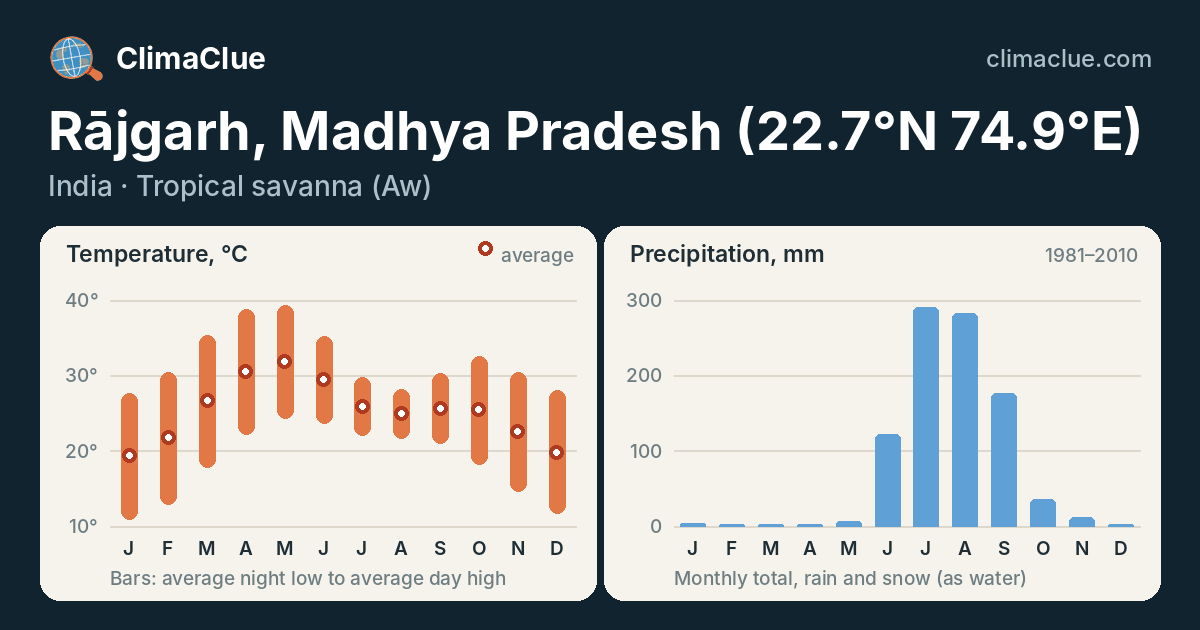 ClimaClue
climaclue.com
Rājgarh, Madhya Pradesh (22.7°N 74.9°E)
India · Tropical savanna (Aw)
Temperature, °C
average
40°
30°
20°
10°
J F M A M J J A S O N D
Bars: average night low to average day high
Precipitation, mm
1981–2010
300
200
100
0
J F M A M J J A S O N D
Monthly total, rain and snow (as water)